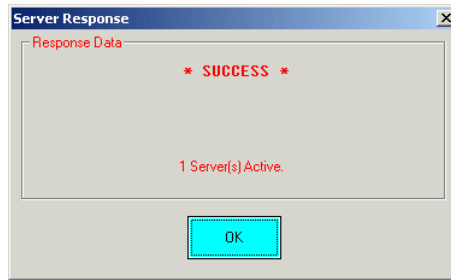 Server Response
Response Data
* SUCCESS *
1 Server(s) Active.
OK